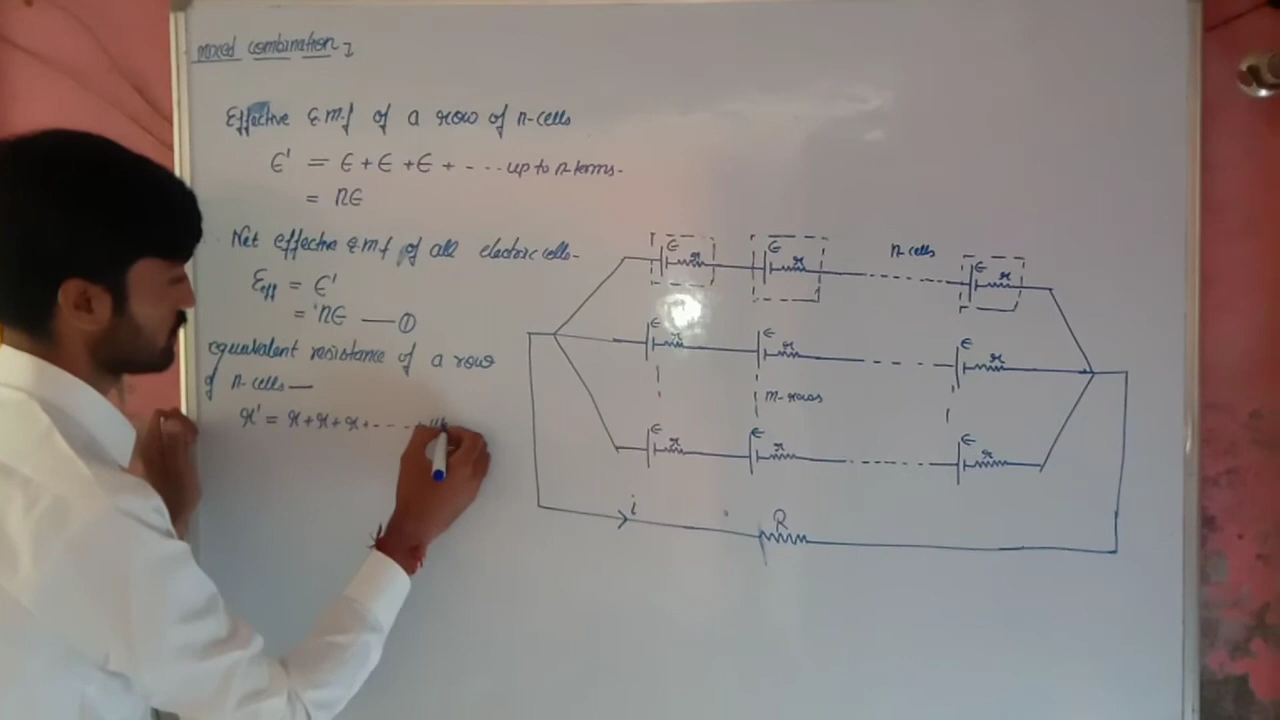 mixed combination
Effective E.m.f of a row of n-cells
ϵ' = ϵ + ϵ + ϵ + --- up to n terms.
= nϵ
Net effective E.m.f of all electric cells-
Ɛeff = ϵ'
= nϵ — ①
equivalent resistance of a row
of n-cells —
r' = r + r + r + ---- +
ϵ r
ϵ r
n-cells
ϵ r
ϵ r
ϵ r
ϵ r
m-rows
ϵ r
ϵ r
ϵ r
i
R